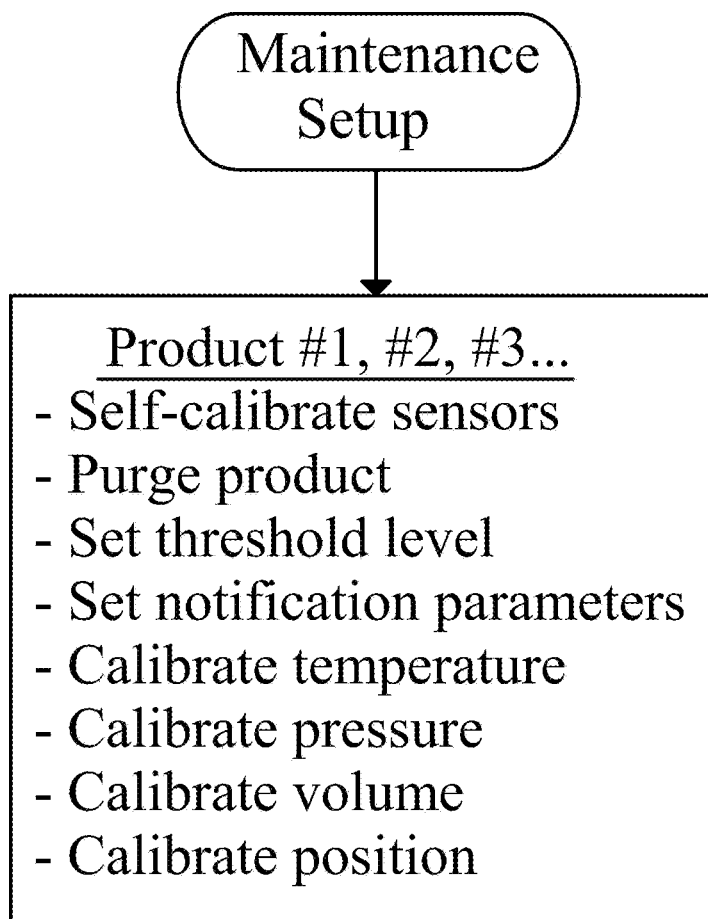 Maintenance
Setup
Product #1, #2, #3...
- Self-calibrate sensors
- Purge product
- Set threshold level
- Set notification parameters
- Calibrate temperature
- Calibrate pressure
- Calibrate volume
- Calibrate position